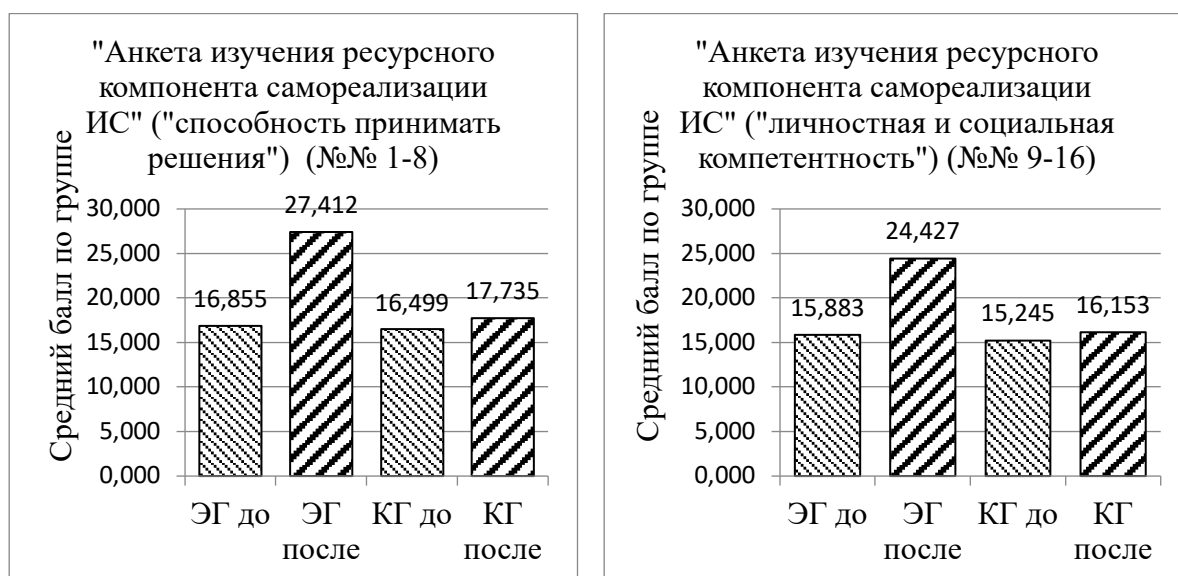 "Анкета изучения ресурсного
компонента самореализации
ИС" ("способность принимать
решения") (№№ 1-8)
Средний балл по группе
30,000
25,000
20,000
15,000
10,000
5,000
0,000
16,855
27,412
16,499
17,735
ЭГ до
ЭГ
после
КГ до
КГ
после
"Анкета изучения ресурсного
компонента самореализации
ИС" ("личностная и социальная
компетентность") (№№ 9-16)
Средний балл по группе
30,000
25,000
20,000
15,000
10,000
5,000
0,000
15,883
24,427
15,245
16,153
ЭГ до
ЭГ
после
КГ до
КГ
после